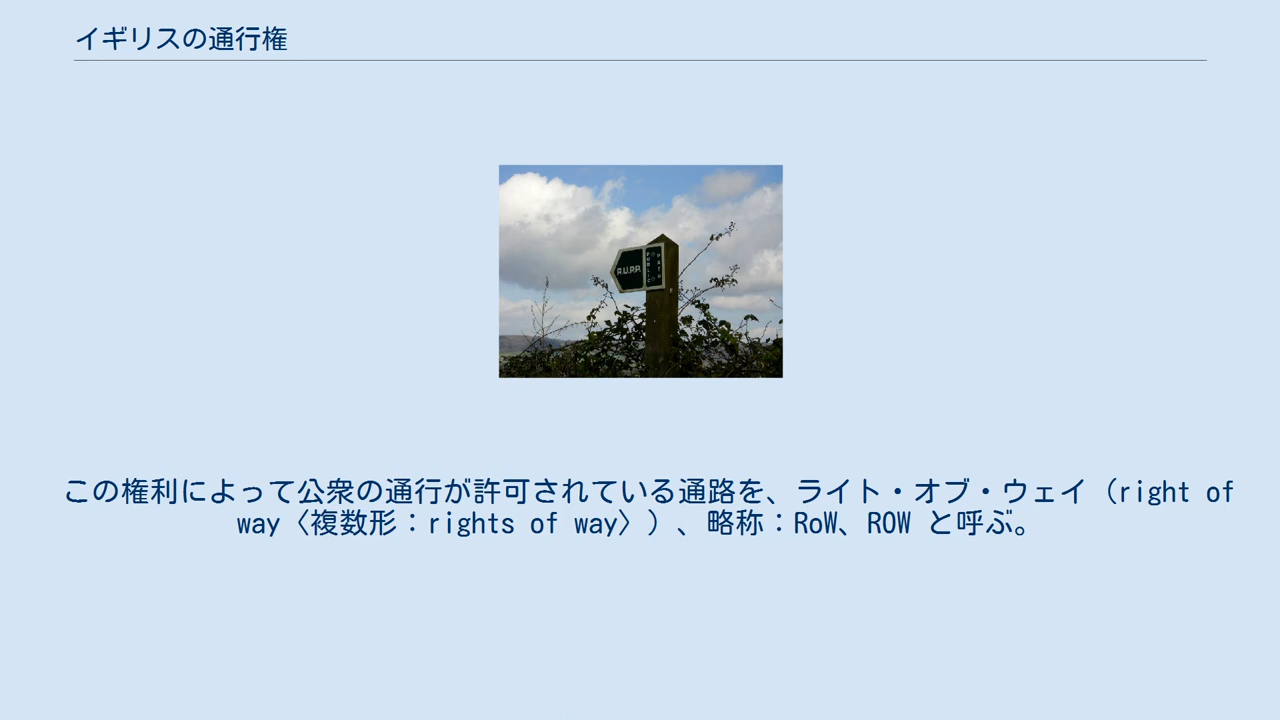 イギリスの通行権
R.U.P.P.
PUBLIC
PATH
この権利によって公衆の通行が許可されている通路を、ライト・オブ・ウェイ（right of
way〈複数形：rights of way〉）、略称：RoW、ROW と呼ぶ。